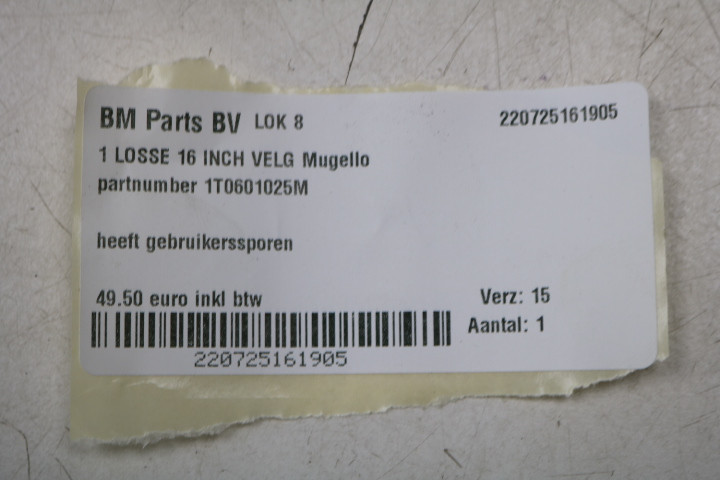 BM Parts BV LOK 8 220725161905
1 LOSSE 16 INCH VELG Mugello
partnumber 1T0601025M
heeft gebruikerssporen
49.50 euro inkl btw Verz: 15
Aantal: 1
220725161905